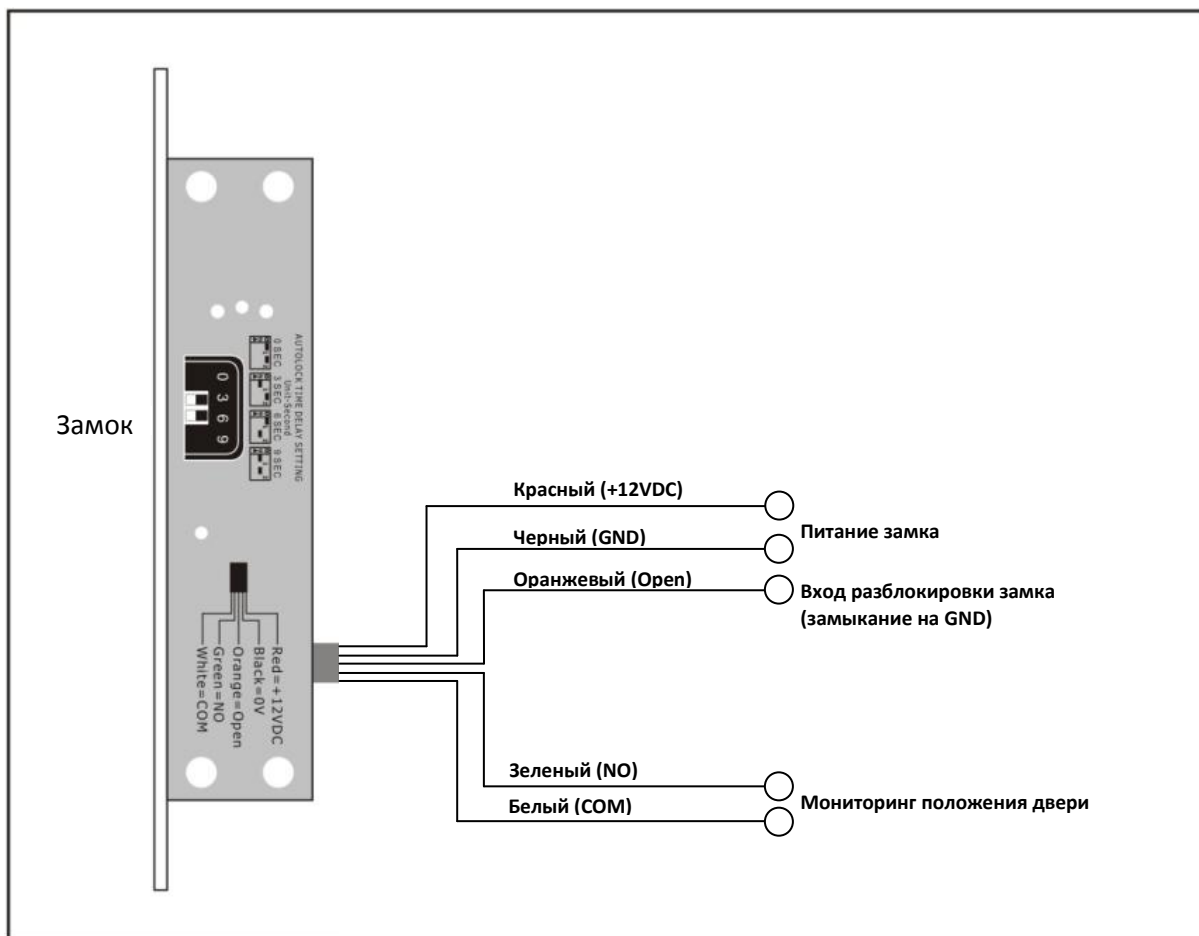 Замок
AUTOLOCK TIME DELAY SETTING
Unit-Second
0 SEC 3 SEC 6 SEC 9 SEC
0 3 6 9
Red=+12VDC
Black=0V
Orange=Open
Green=NO
White=COM
Красный (+12VDC)
Черный (GND)
Питание замка
Оранжевый (Open)
Вход разблокировки замка
(замыкание на GND)
Зеленый (NO)
Белый (COM)
Мониторинг положения двери